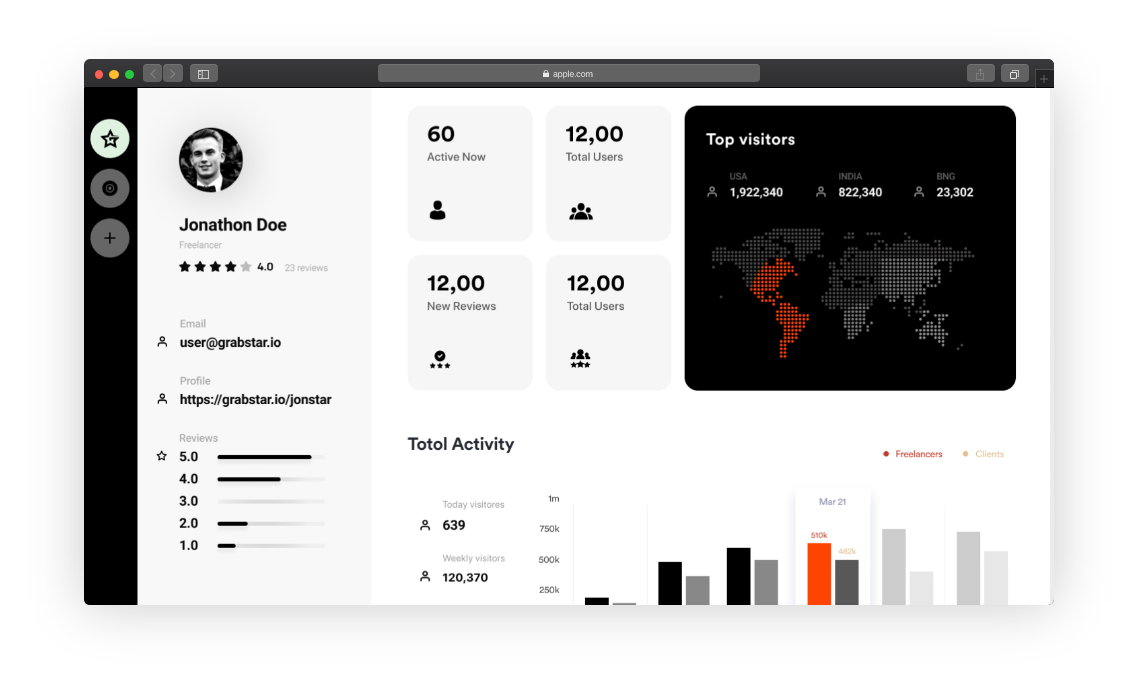 apple.com
Jonathon Doe
Freelancer
4.0 23 reviews
Email
user@grabstar.io
Profile
https://grabstar.io/jonstar
Reviews
5.0
4.0
3.0
2.0
1.0
60
Active Now
12,00
Total Users
12,00
New Reviews
12,00
Total Users
Top visitors
USA
1,922,340
INDIA
822,340
BNG
23,302
Totol Activity
Freelancers
Clients
Today visitores
639
Weekly visitors
120,370
1m
750k
500k
250k
Mar 21
510k
482k